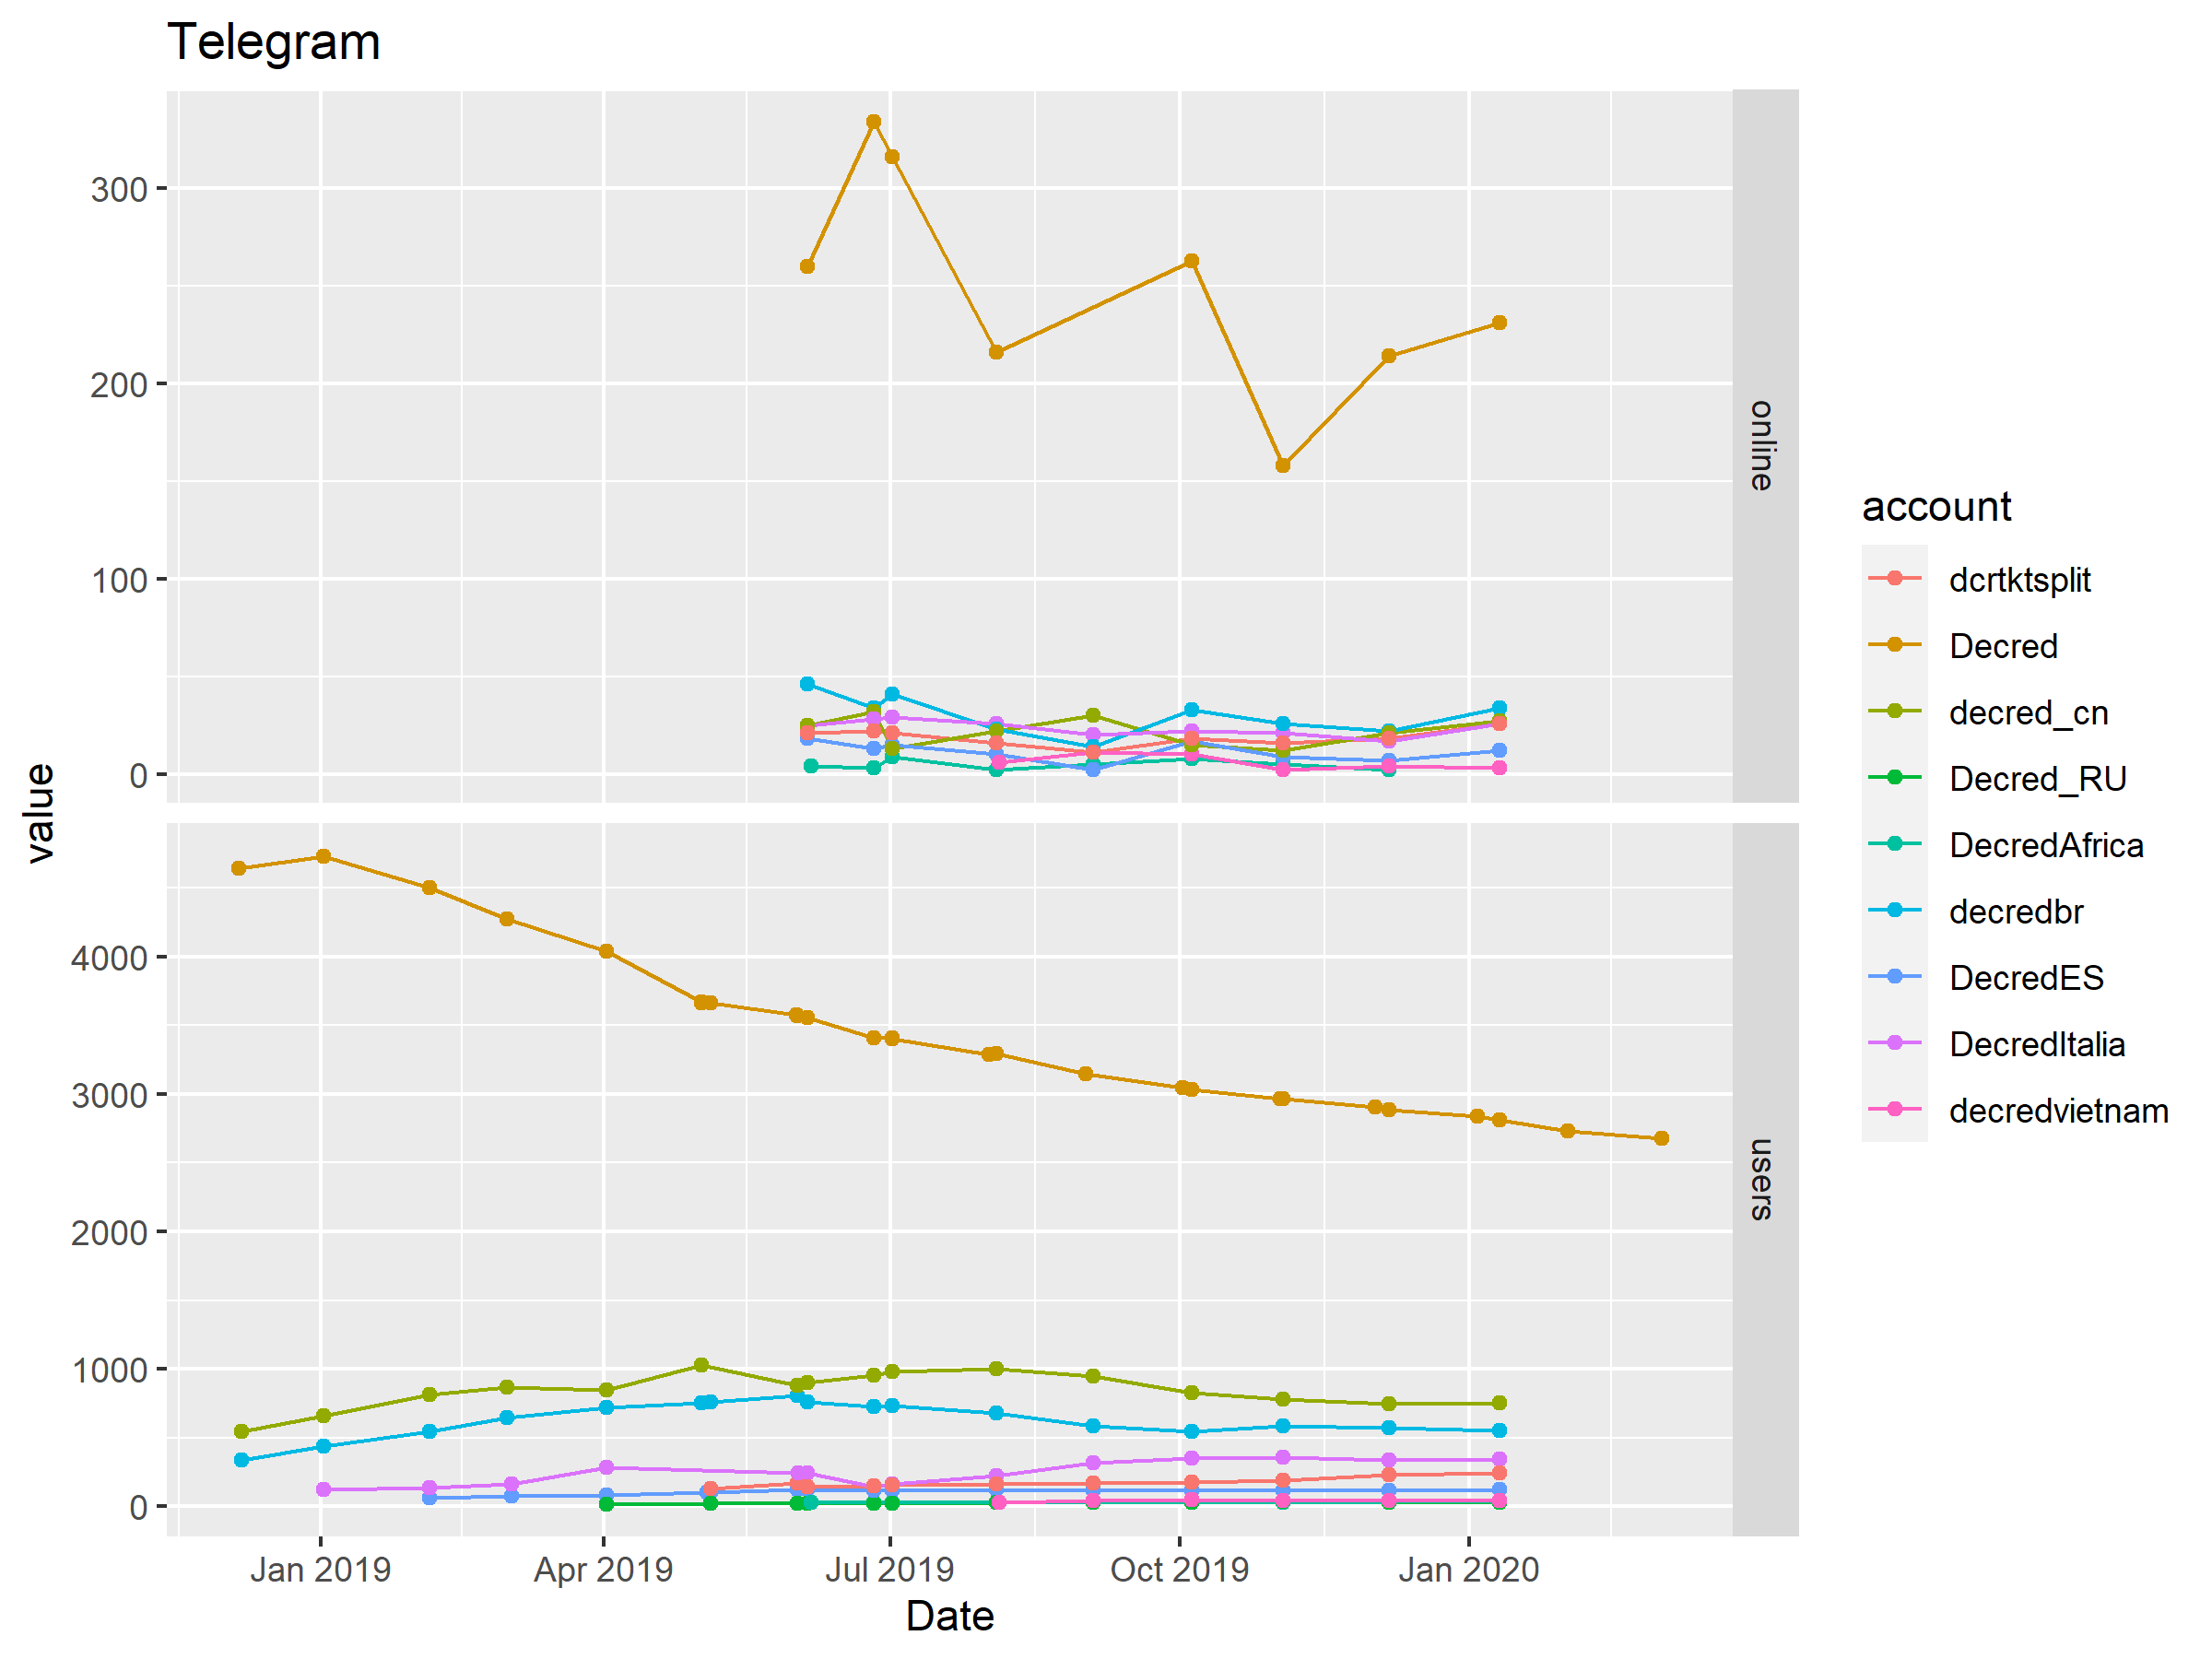 Telegram
300
200
100
0
online
value
4000
3000
2000
1000
0
users
Jan 2019 Apr 2019 Jul 2019 Oct 2019 Jan 2020
Date
account
dcrtktsplit
Decred
decred_cn
Decred_RU
DecredAfrica
decredbr
DecredES
DecredItalia
decredvietnam